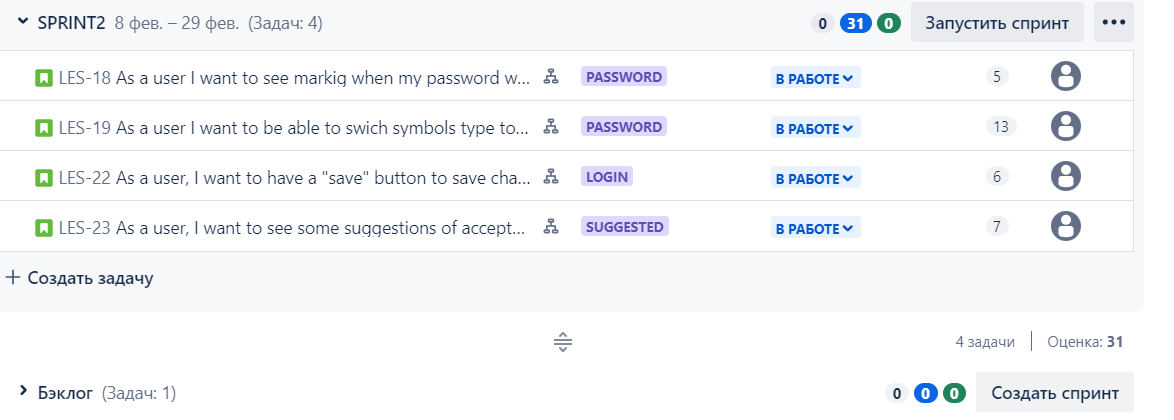 SPRINT2 8 фев. – 29 фев. (Задач: 4) 0 31 0 Запустить спринт
LES-18 As a user I want to see markig when my password w... PASSWORD В РАБОТЕ 5
LES-19 As a user I want to be able to swich symbols type to... PASSWORD В РАБОТЕ 13
LES-22 As a user, I want to have a "save" button to save cha... LOGIN В РАБОТЕ 6
LES-23 As a user, I want to see some suggestions of accept... SUGGESTED В РАБОТЕ 7
+ Создать задачу
4 задачи Оценка: 31
Бэклог (Задач: 1) 0 0 0 Создать спринт